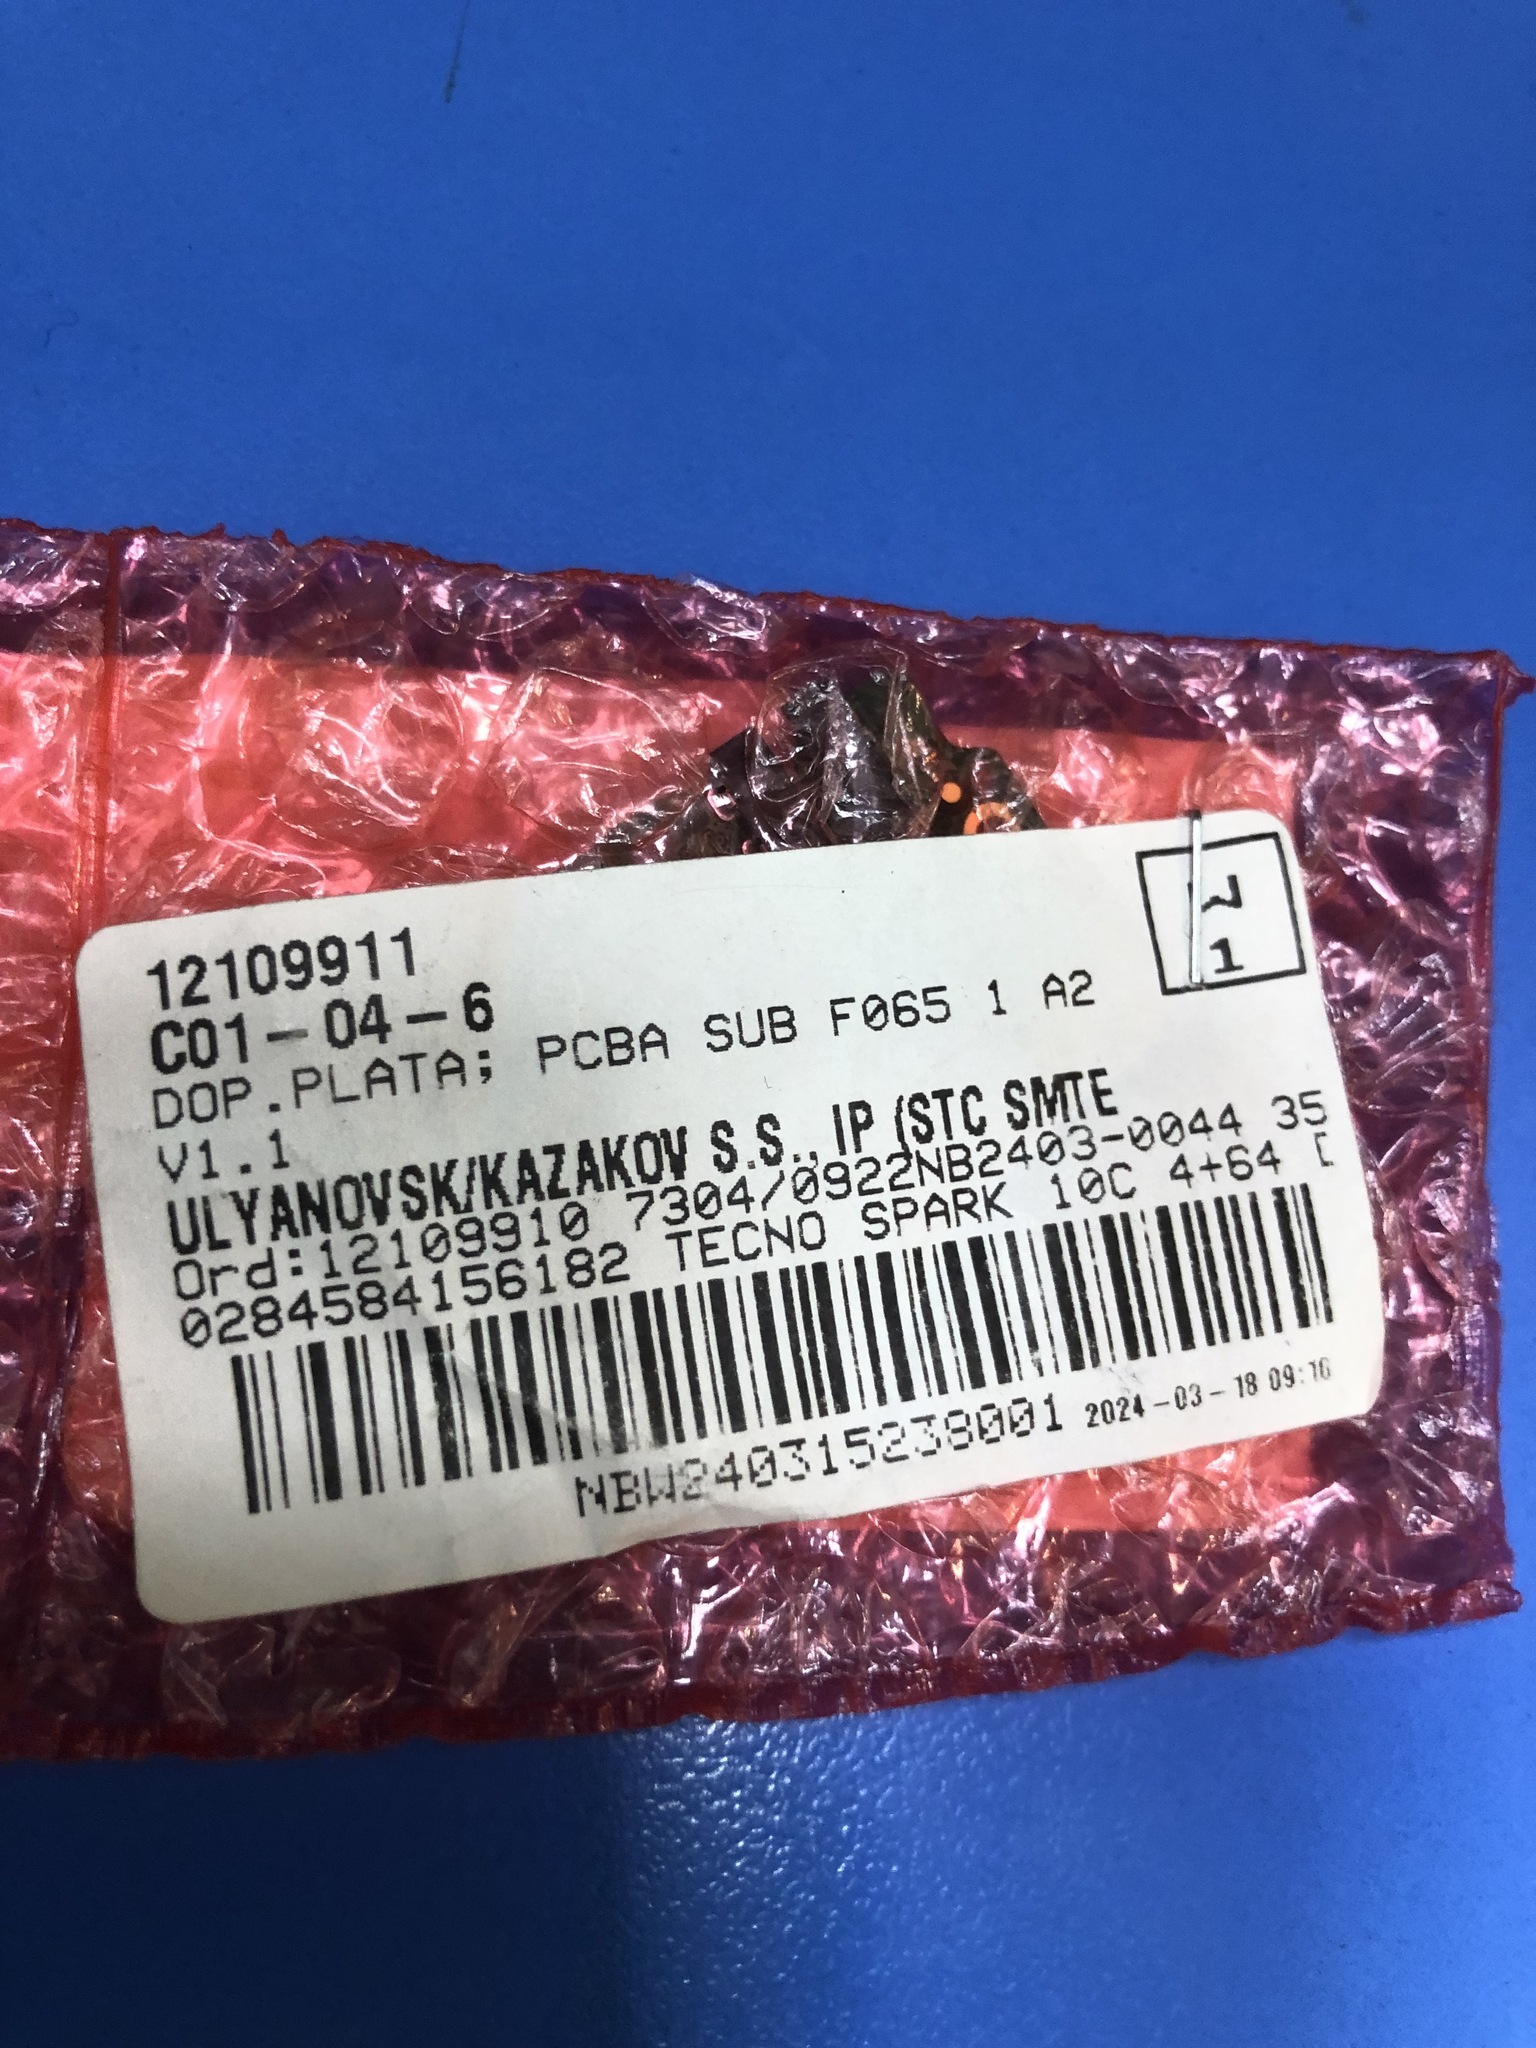 12109911
C01-04-6
DOP.PLATA; PCBA SUB F065 1 A2
V1.1
W
1
ULYANOVSK/KAZAKOV S.S., IP (STC SMTE
Ord:12109910 7304/0922NB2403-0044 35
0284584156182 TECNO SPARK 10C 4+64 [
NBW240315238001 2024-03-18 09:16